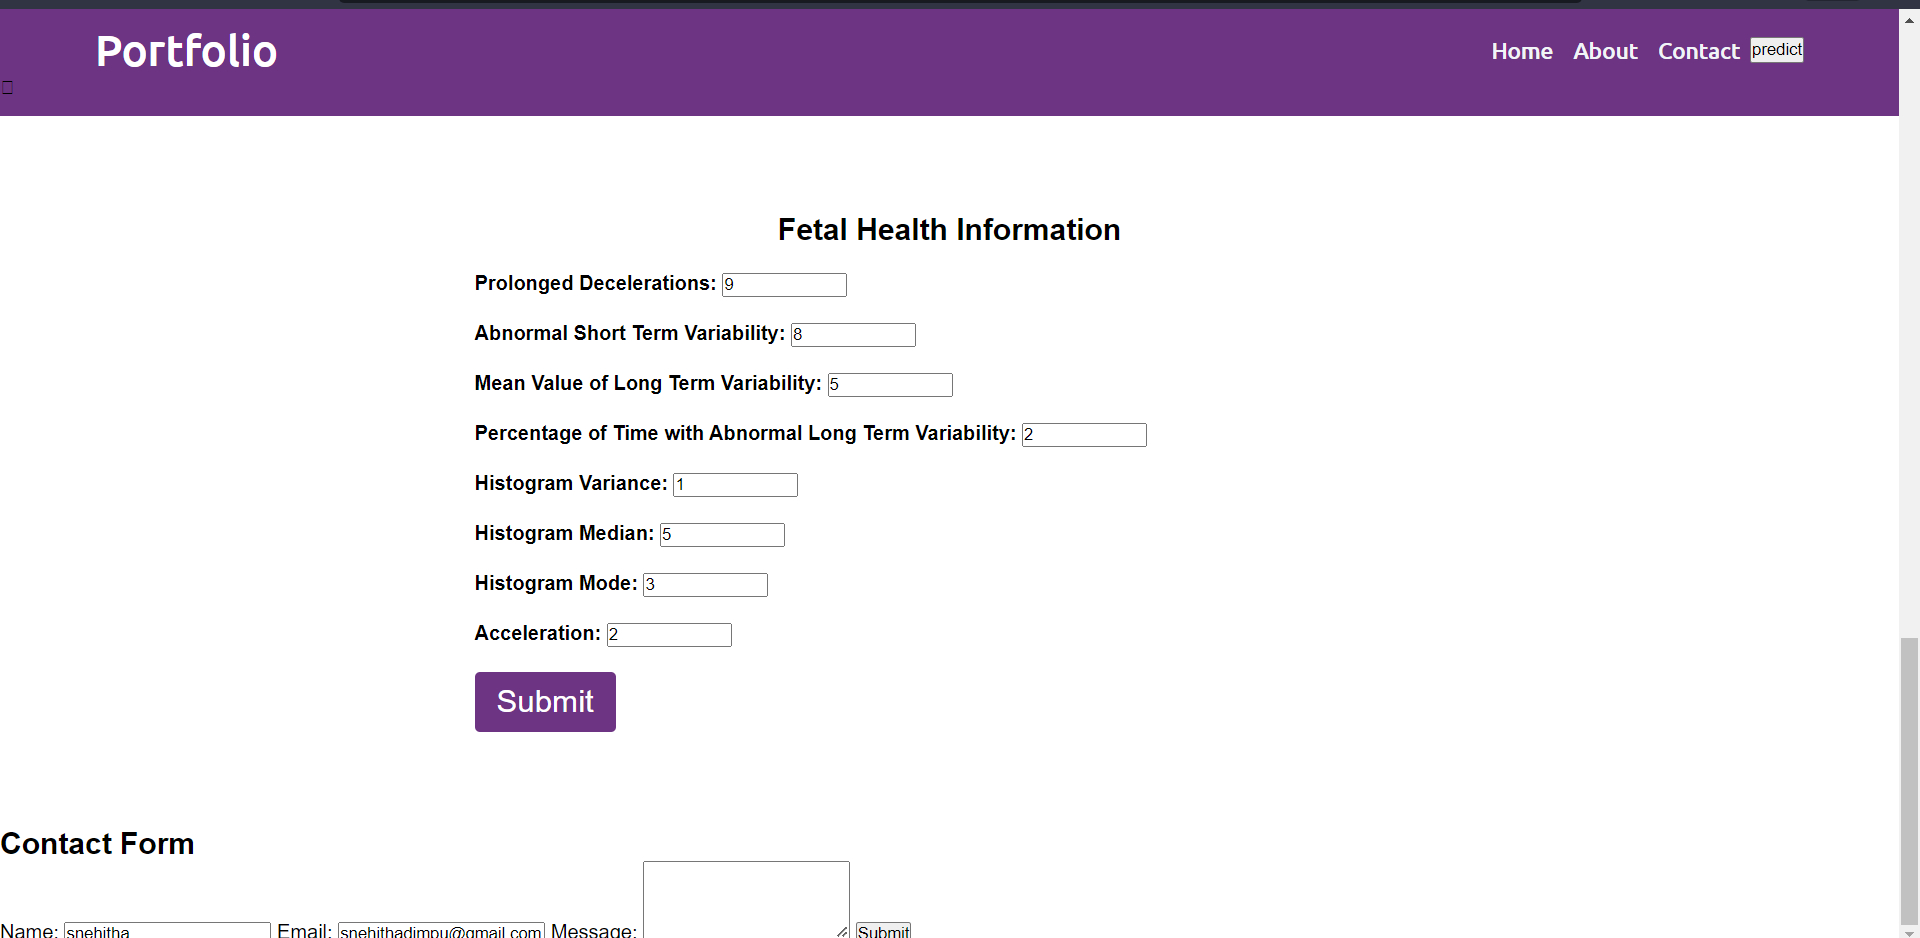 Portfolio Home About Contact predict
Fetal Health Information
Prolonged Decelerations: 9
Abnormal Short Term Variability: 8
Mean Value of Long Term Variability: 5
Percentage of Time with Abnormal Long Term Variability: 2
Histogram Variance: 1
Histogram Median: 5
Histogram Mode: 3
Acceleration: 2
Submit
Contact Form
Name: snehitha Email: snehithadimpu@gmail.com Message: Submit